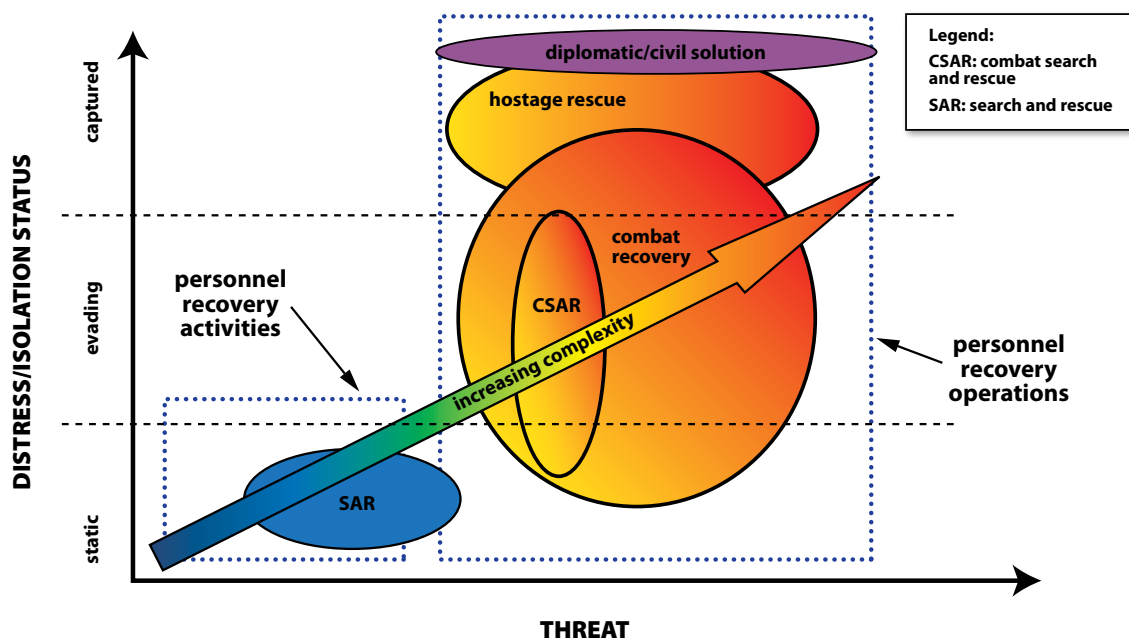 diplomatic/civil solution
hostage rescue
Legend:
CSAR: combat search
and rescue
SAR: search and rescue
DISTRESS/ISOLATION STATUS
captured
evading
static
combat
recovery
CSAR
increasing complexity
SAR
personnel
recovery
activities
personnel
recovery
operations
THREAT